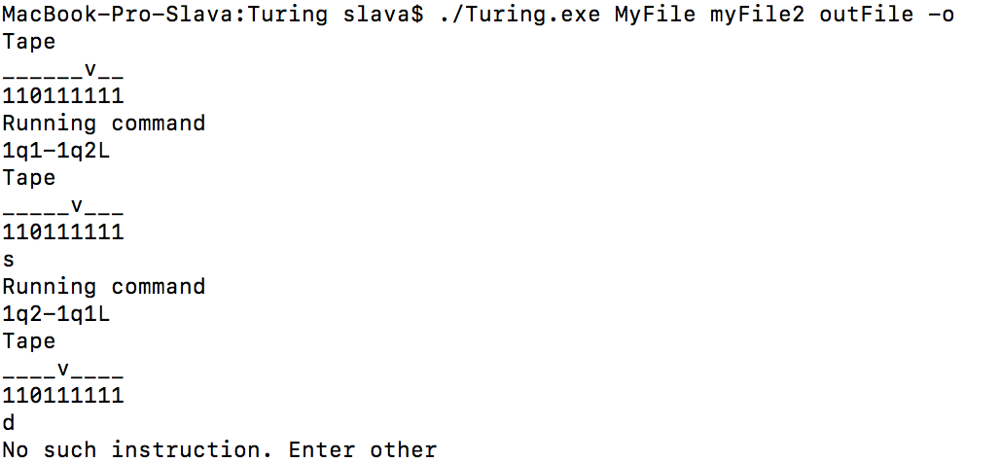 MacBook-Pro-Slava:Turing slava$ ./Turing.exe MyFile myFile2 outFile -o
Tape
______v__
110111111
Running command
1q1-1q2L
Tape
_____v___
110111111
s
Running command
1q2-1q1L
Tape
____v____
110111111
d
No such instruction. Enter other